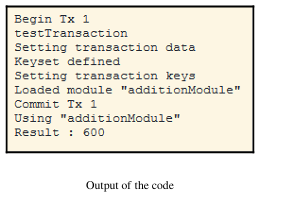 Begin Tx 1
testTransaction
Setting transaction data
Keyset defined
Setting transaction keys
Loaded module "additionModule"
Commit Tx 1
Using "additionModule"
Result : 600
Output of the code